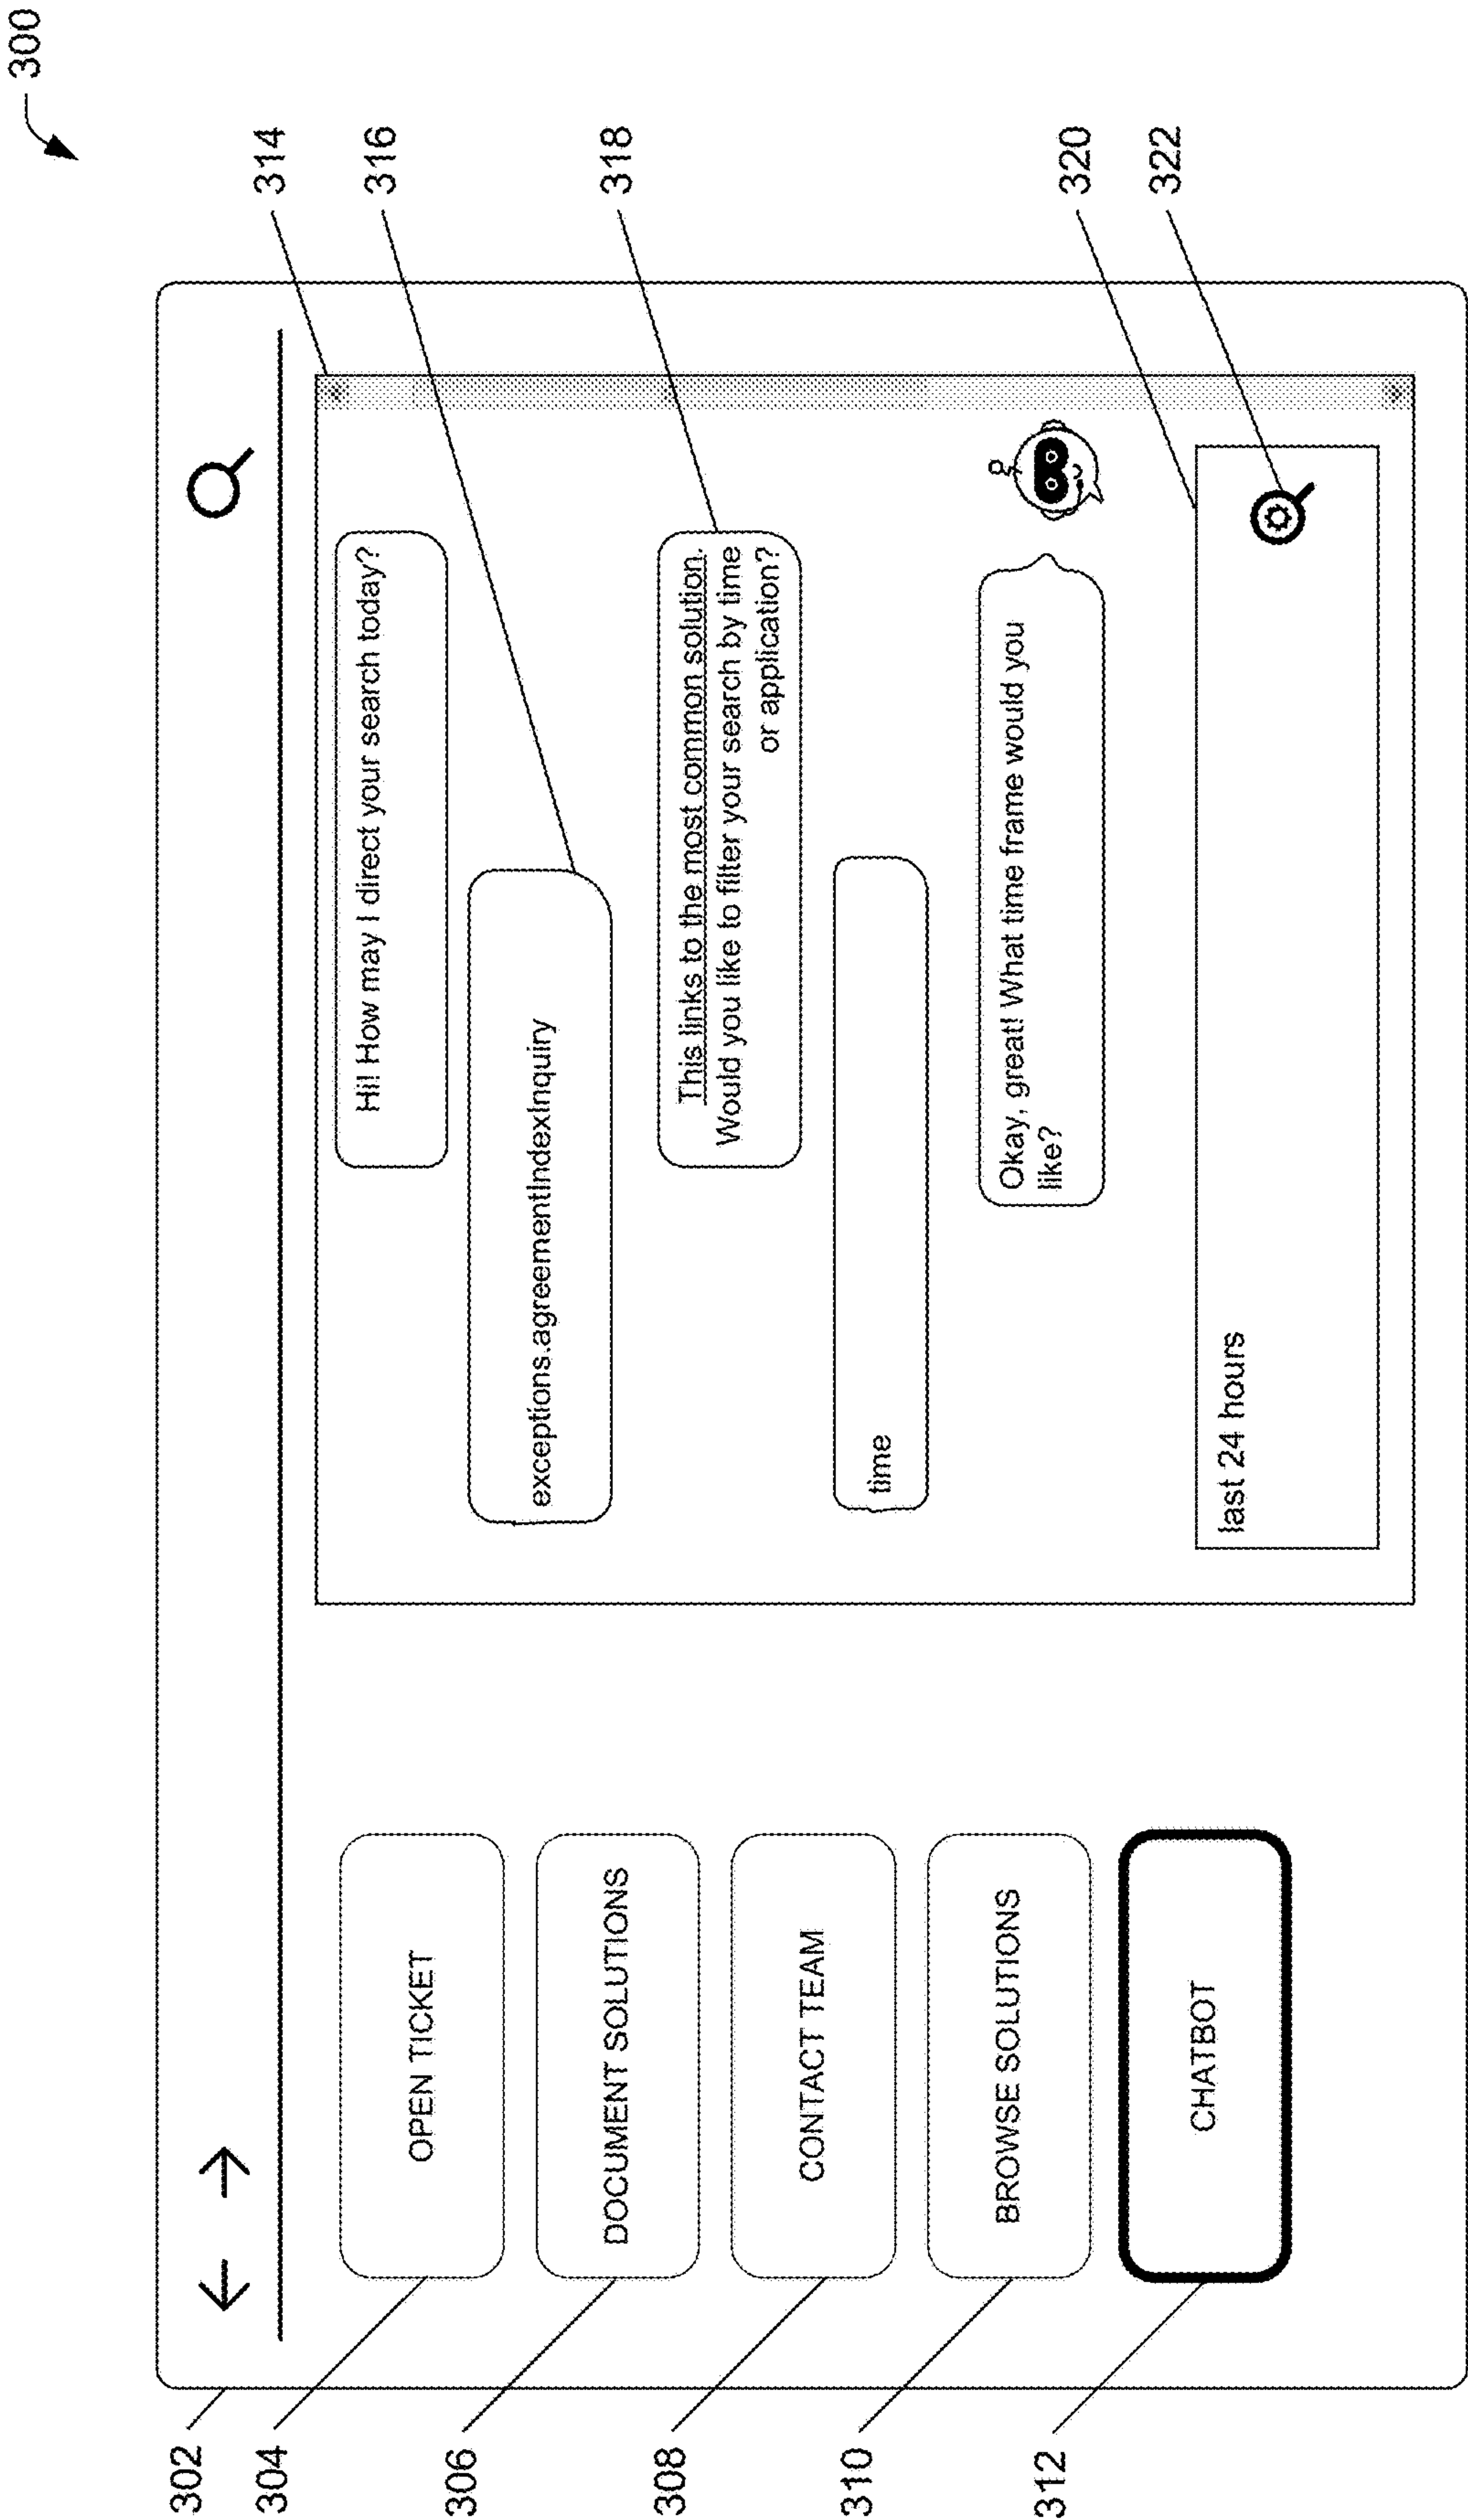 300
302
304
306
308
310
312
OPEN TICKET
DOCUMENT SOLUTIONS
CONTACT TEAM
BROWSE SOLUTIONS
CHATBOT
Hi! How may I direct your search today?
exceptions.agreementIndexInquiry
This links to the most common solution.
Would you like to filter your search by time
or application?
time
Okay, great! What time frame would you
like?
last 24 hours
314
316
318
320
322